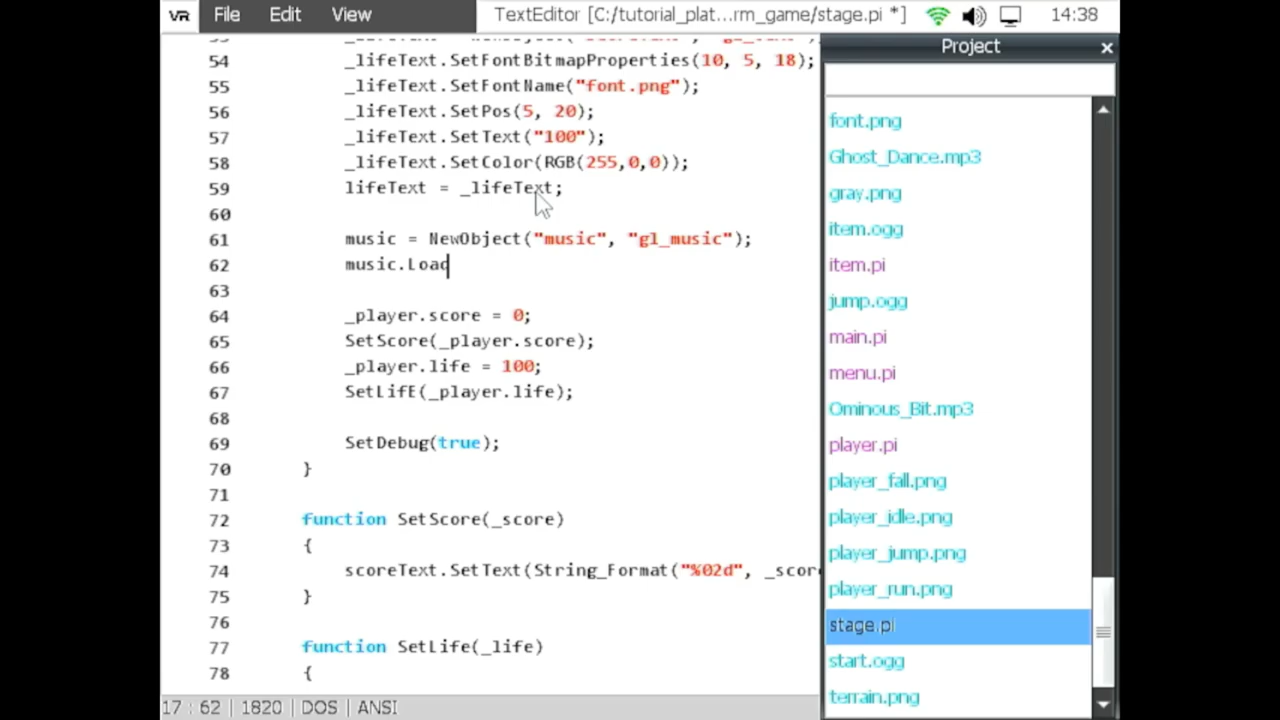 VR File Edit View TextEditor [C:/tutorial_plat...rm_game/stage.pi *] 14:38
54 _lifeText.SetFontBitmapProperties(10, 5, 18);
55 _lifeText.SetFontName("font.png");
56 _lifeText.SetPos(5, 20);
57 _lifeText.SetText("100");
58 _lifeText.SetColor(RGB(255,0,0));
59 lifeText = _lifeText;
60
61 music = NewObject("music", "gl_music");
62 music.Load
63
64 _player.score = 0;
65 SetScore(_player.score);
66 _player.life = 100;
67 SetLifE(_player.life);
68
69 SetDebug(true);
70 }
71
72 function SetScore(_score)
73 {
74 scoreText.SetText(String_Format("%02d", _scor
75 }
76
77 function SetLife(_life)
78 {
17 : 62 | 1820 | DOS | ANSI
Project ×
font.png
Ghost_Dance.mp3
gray.png
item.ogg
item.pi
jump.ogg
main.pi
menu.pi
Ominous_Bit.mp3
player.pi
player_fall.png
player_idle.png
player_jump.png
player_run.png
stage.pi
start.ogg
terrain.png